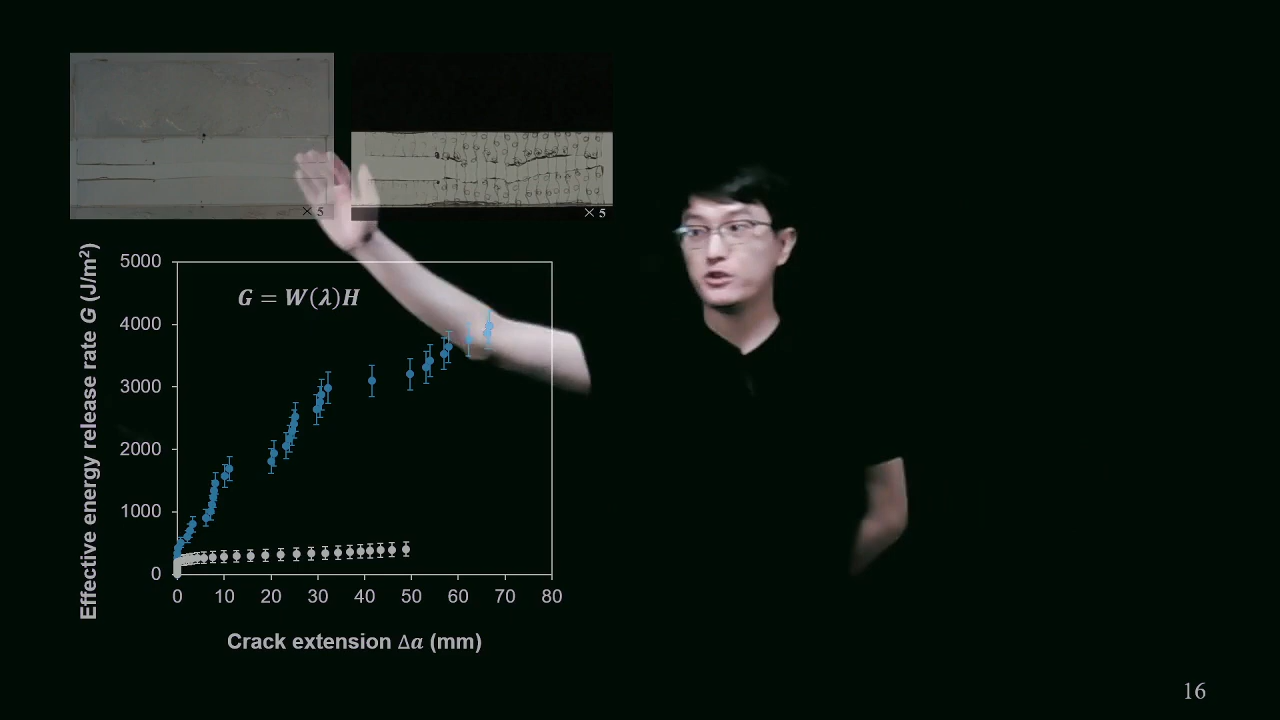 × 5
× 5
Effective energy release rate G (J/m²)
5000
4000
3000
2000
1000
0
G = W(λ)H
0 10 20 30 40 50 60 70 80
Crack extension Δa (mm)
16